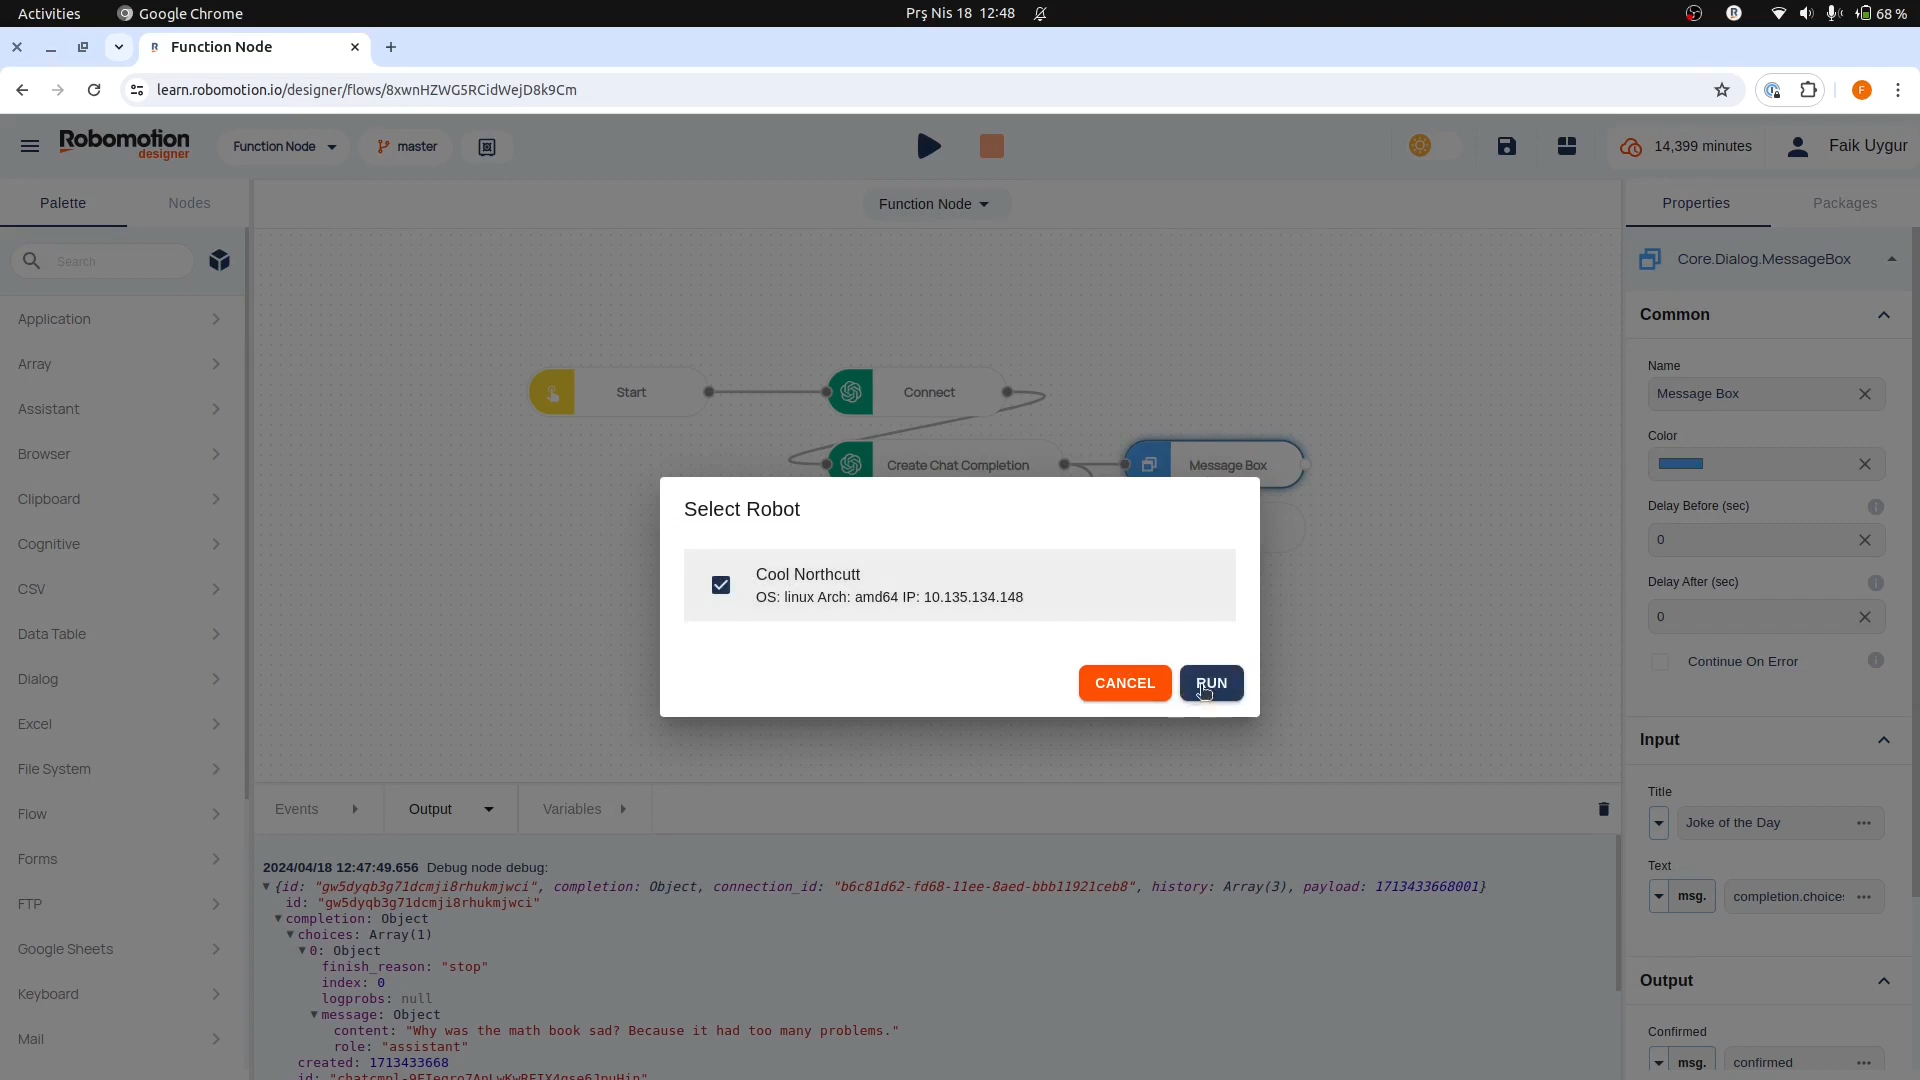 Activities
Google Chrome
Prş Nis 18 12:48
68 %
Function Node
learn.robomotion.io/designer/flows/8xwnHZWG5RCidWejD8k9Cm
F
Robomotion
designer
Function Node
master
14,399 minutes
Faik Uygur
Palette
Nodes
Function Node
Properties
Packages
Search
Core.Dialog.MessageBox
Application
Array
Assistant
Browser
Clipboard
Cognitive
CSV
Data Table
Dialog
Excel
File System
Flow
Forms
FTP
Google Sheets
Keyboard
Mail
Start
Connect
Create Chat Completion
Message Box
Select Robot
Cool Northcutt
OS: linux Arch: amd64 IP: 10.135.134.148
CANCEL
RUN
Common
Name
Message Box
Color
Delay Before (sec)
0
Delay After (sec)
0
Continue On Error
Input
Title
Joke of the Day
Text
msg.
completion.choice
Output
Confirmed
msg.
confirmed
Events
Output
Variables
2024/04/18 12:47:49.656 Debug node debug:
{id: "gw5dyqb3g71dcmji8rhukmjwci", completion: Object, connection_id: "b6c81d62-fd68-11ee-8aed-bbb11921ceb8", history: Array(3), payload: 1713433668001}
id: "gw5dyqb3g71dcmji8rhukmjwci"
completion: Object
choices: Array(1)
0: Object
finish_reason: "stop"
index: 0
logprobs: null
message: Object
content: "Why was the math book sad? Because it had too many problems."
role: "assistant"
created: 1713433668